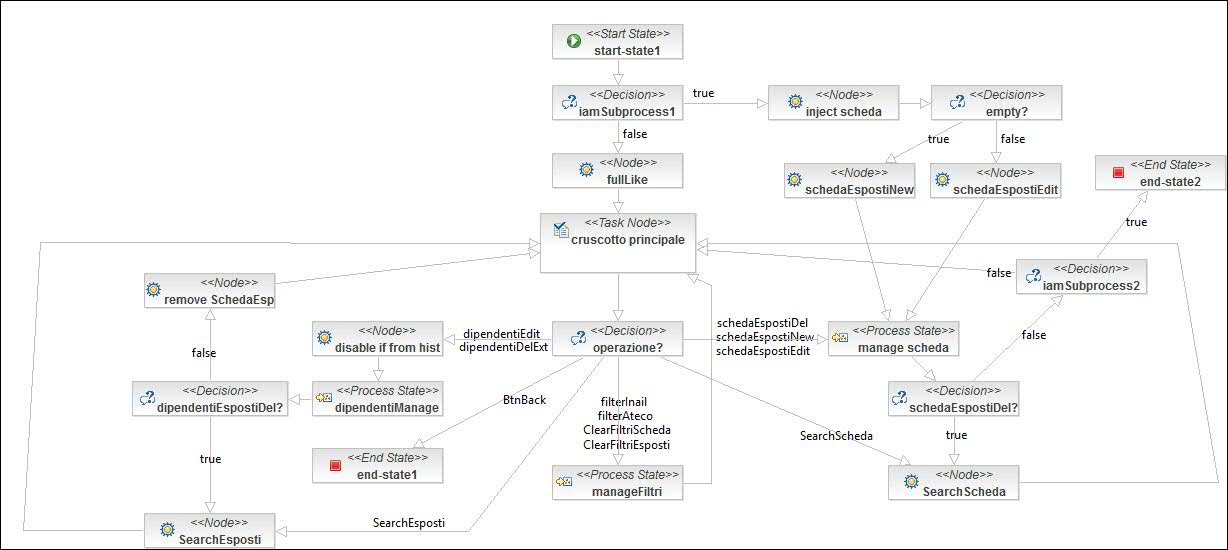 <<Start State>>
start-state1
<<Decision>>
iamSubprocess1
true
<<Node>>
inject scheda
<<Decision>>
empty?
false
true
false
<<Node>>
fullLike
<<Node>>
schedaEspostiNew
<<Node>>
schedaEspostiEdit
<<End State>>
end-state2
<<Task Node>>
cruscotto principale
true
<<Node>>
remove SchedaEsp
false
<<Decision>>
iamSubprocess2
<<Node>>
disable if from hist
dipendentiEdit
dipendentiDelExt
<<Decision>>
operazione?
schedaEspostiDel
schedaEspostiNew
schedaEspostiEdit
<<Process State>>
manage scheda
false
false
<<Decision>>
dipendentiEspostiDel?
<<Process State>>
dipendentiManage
BtnBack
filterInail
filterAteco
ClearFiltriScheda
ClearFiltriEsposti
<<Decision>>
schedaEspostiDel?
SearchScheda
true
true
<<End State>>
end-state1
<<Process State>>
manageFiltri
<<Node>>
SearchScheda
<<Node>>
SearchEsposti
SearchEsposti